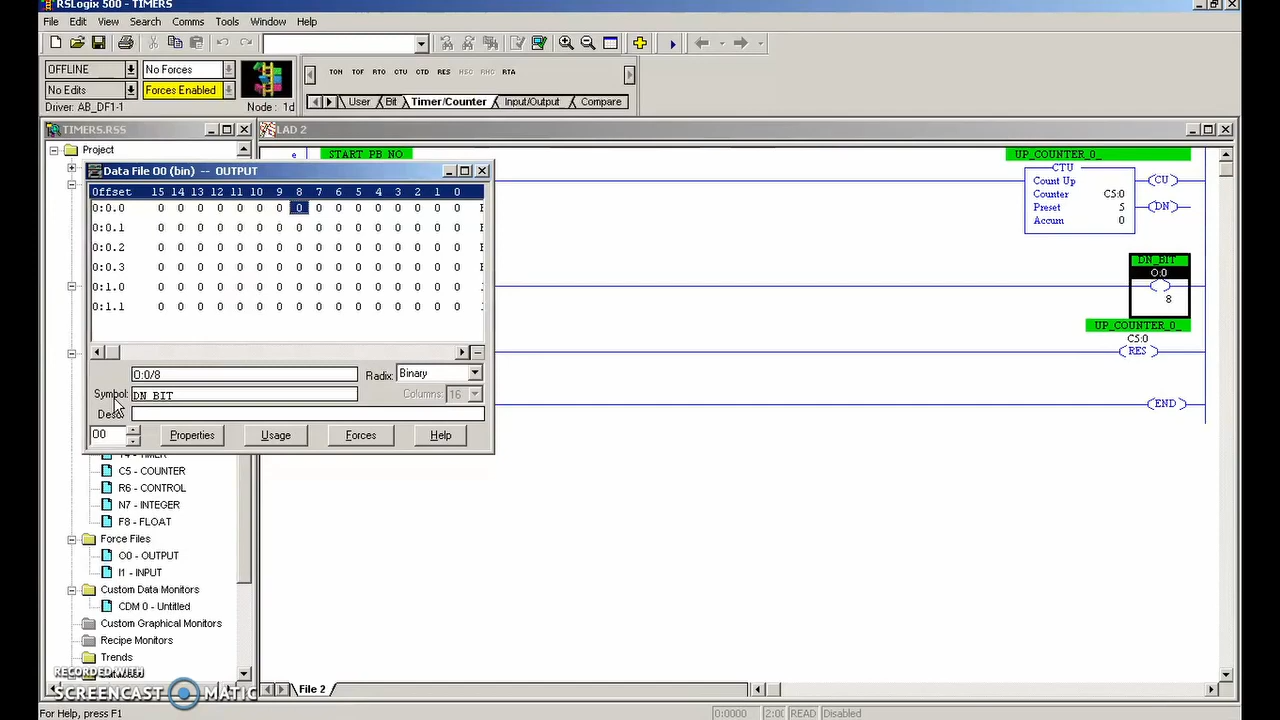 RSLogix 500 - TIMERS
File Edit View Search Comms Tools Window Help
OFFLINE No Forces
No Edits Forces Enabled
Driver: AB_DF1-1 Node : 1d
TON TOF RTO CTU CTD RES HSC RHC RTA
User Bit Timer/Counter Input/Output Compare
TIMERS.RSS
Project
LAD 2
e START_PB_NO
UP_COUNTER_0_
CTU
Count Up
Counter C5:0
Preset 5
Accum 0
CU
DN
DN_BIT
O:0
8
UP_COUNTER_0_
C5:0
RES
END
Data File O0 (bin) -- OUTPUT
Offset 15 14 13 12 11 10 9 8 7 6 5 4 3 2 1 0
O:0.0 0 0 0 0 0 0 0 0 0 0 0 0 0 0 0 0
O:0.1 0 0 0 0 0 0 0 0 0 0 0 0 0 0 0 0
O:0.2 0 0 0 0 0 0 0 0 0 0 0 0 0 0 0 0
O:0.3 0 0 0 0 0 0 0 0 0 0 0 0 0 0 0 0
O:1.0 0 0 0 0 0 0 0 0 0 0 0 0 0 0 0 0
O:1.1 0 0 0 0 0 0 0 0 0 0 0 0 0 0 0 0
O:0/8 Radix: Binary
Symbol: DN_BIT Columns: 16
Desc:
O0 Properties Usage Forces Help
T4 - TIMER
C5 - COUNTER
R6 - CONTROL
N7 - INTEGER
F8 - FLOAT
Force Files
O0 - OUTPUT
I1 - INPUT
Custom Data Monitors
CDM 0 - Untitled
Custom Graphical Monitors
Recipe Monitors
Trends
RECORDED WITH
SCREENCAST MATIC
File 2
For Help, press F1
0:0000 2:00 READ Disabled